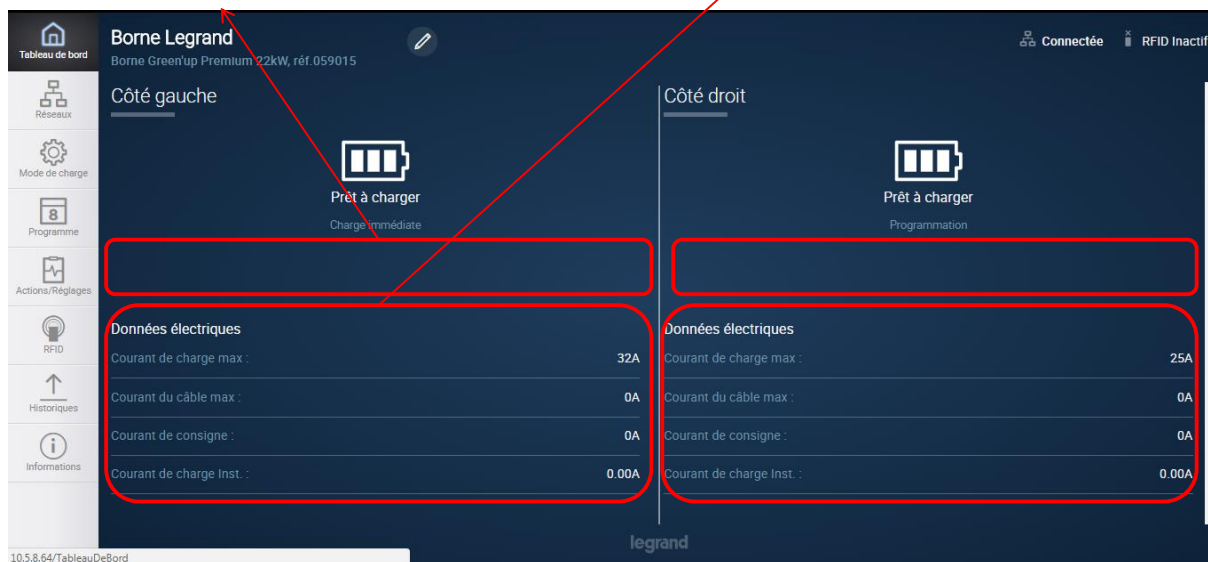 Tableau de bord
Réseaux
Mode de charge
8
Programme
Actions/Réglages
RFID
Historiques
Informations
Borne Legrand
Borne Green'up Premium 22kW, réf.059015
Connectée
RFID Inactif
Côté gauche
Prêt à charger
Charge immédiate
Données électriques
Courant de charge max : 32A
Courant du câble max : 0A
Courant de consigne : 0A
Courant de charge Inst. : 0.00A
Côté droit
Prêt à charger
Programmation
Données électriques
Courant de charge max : 25A
Courant du câble max : 0A
Courant de consigne : 0A
Courant de charge Inst. : 0.00A
legrand
10.5.8.64/TableauDeBord